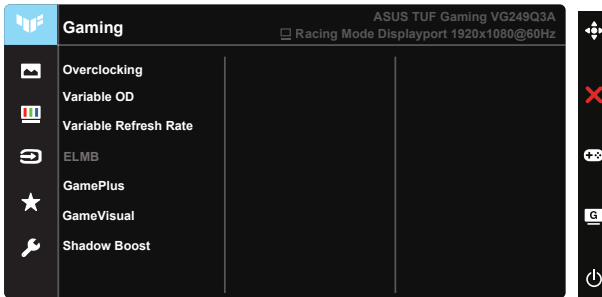 Gaming
ASUS TUF Gaming VG249Q3A
Racing Mode Displayport 1920x1080@60Hz
Overclocking
Variable OD
Variable Refresh Rate
ELMB
GamePlus
GameVisual
Shadow Boost
G